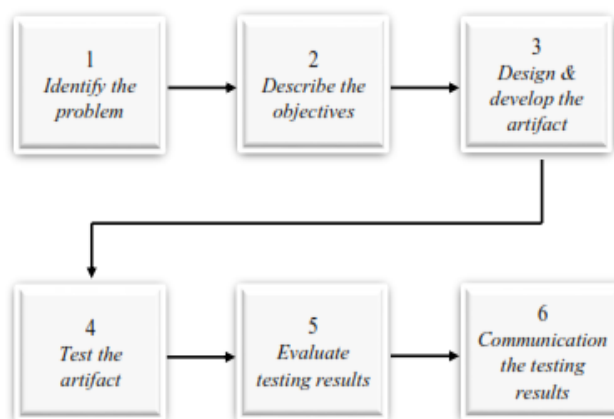 1
Identify the
problem
2
Describe the
objectives
3
Design &
develop the
artifact
4
Test the
artifact
5
Evaluate
testing results
6
Communication
the testing
results